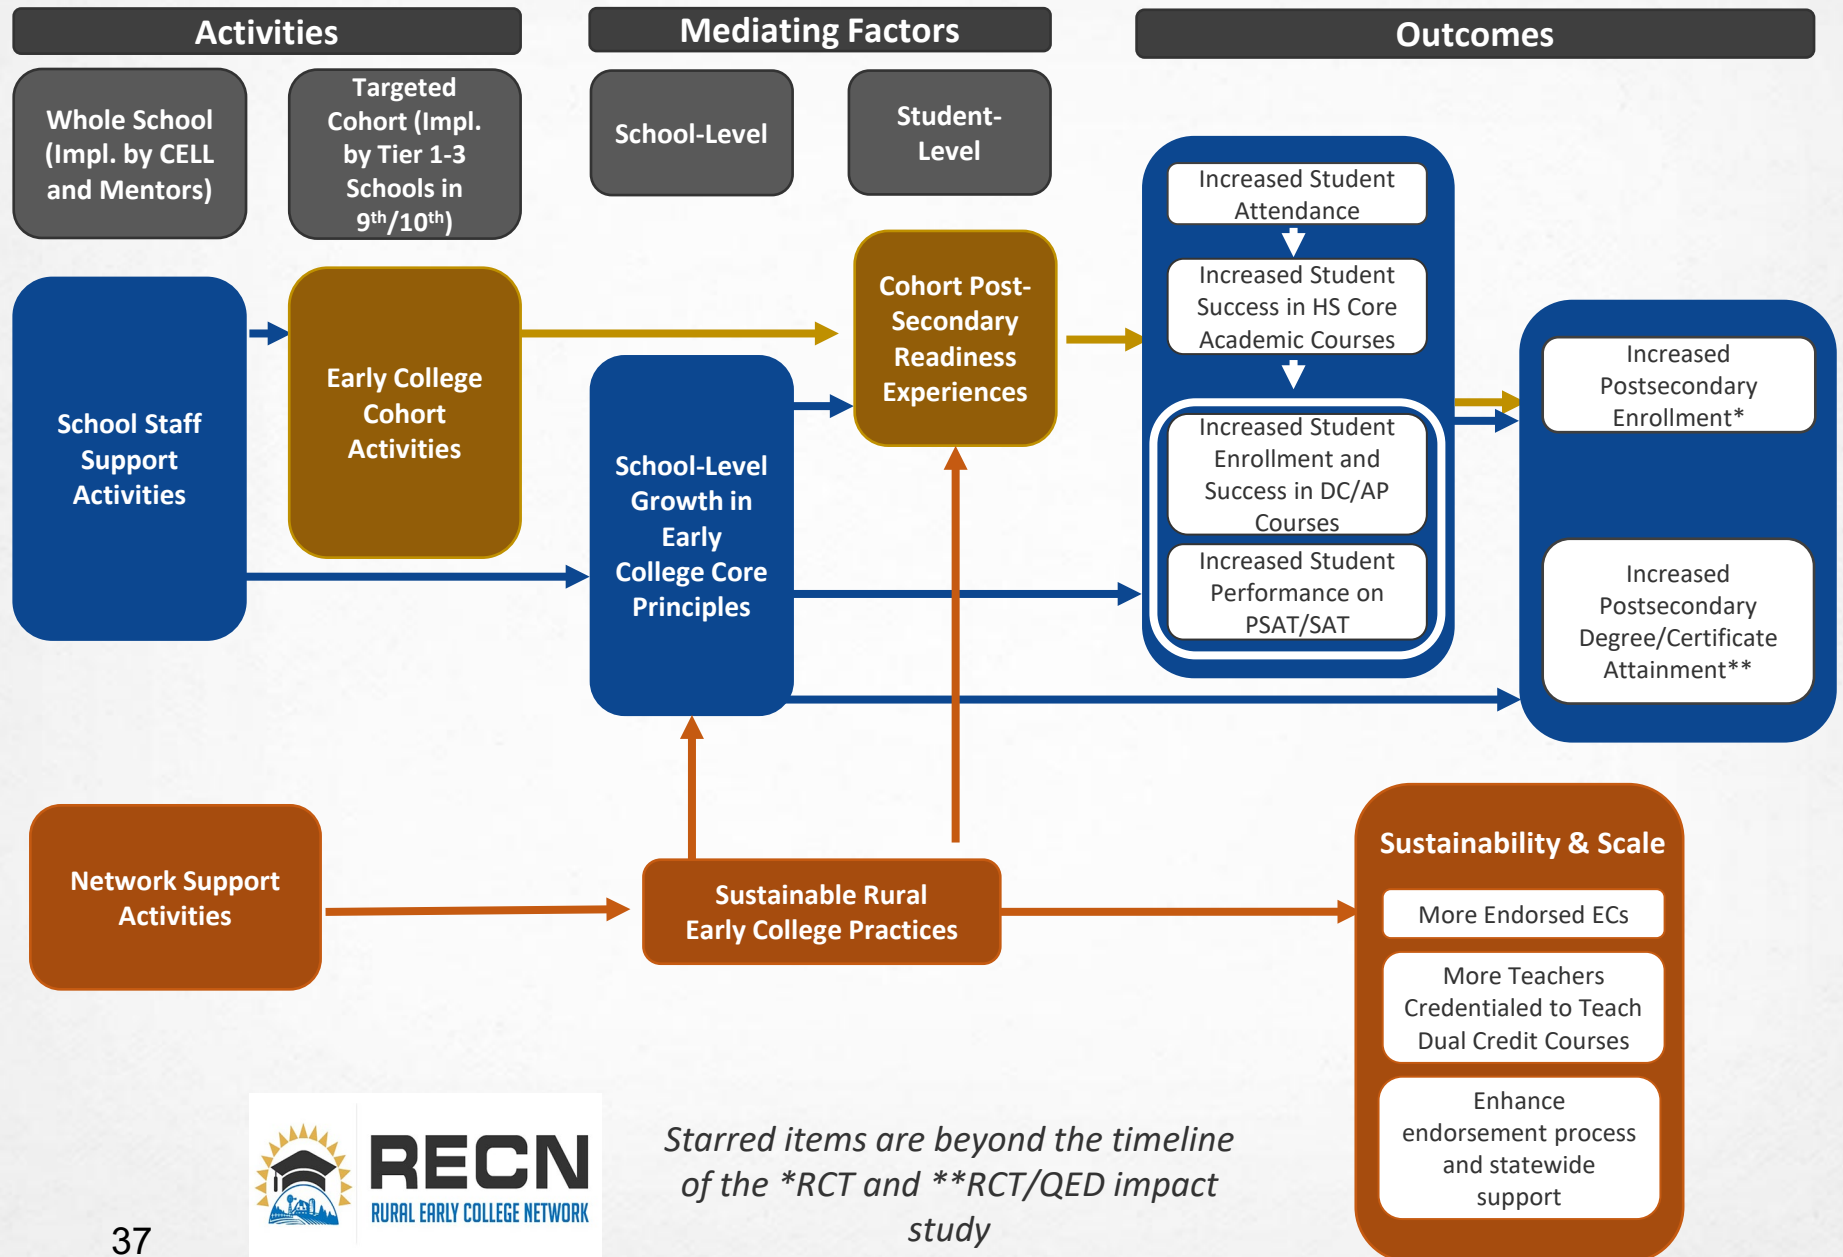 Activities
Mediating Factors
Outcomes
Whole School
(Impl. by CELL
and Mentors)
Targeted
Cohort (Impl.
by Tier 1-3
Schools in
9th/10th)
School-Level
Student-
Level
School Staff
Support
Activities
Early College
Cohort
Activities
School-Level
Growth in
Early
College Core
Principles
Cohort Post-
Secondary
Readiness
Experiences
Increased Student
Attendance
Increased Student
Success in HS Core
Academic Courses
Increased Student
Enrollment and
Success in DC/AP
Courses
Increased Student
Performance on
PSAT/SAT
Increased
Postsecondary
Enrollment*
Increased
Postsecondary
Degree/Certificate
Attainment**
Network Support
Activities
Sustainable Rural
Early College Practices
Sustainability & Scale
More Endorsed ECs
More Teachers
Credentialed to Teach
Dual Credit Courses
Enhance
endorsement process
and statewide
support
RECN
RURAL EARLY COLLEGE NETWORK
Starred items are beyond the timeline
of the *RCT and **RCT/QED impact
study
37